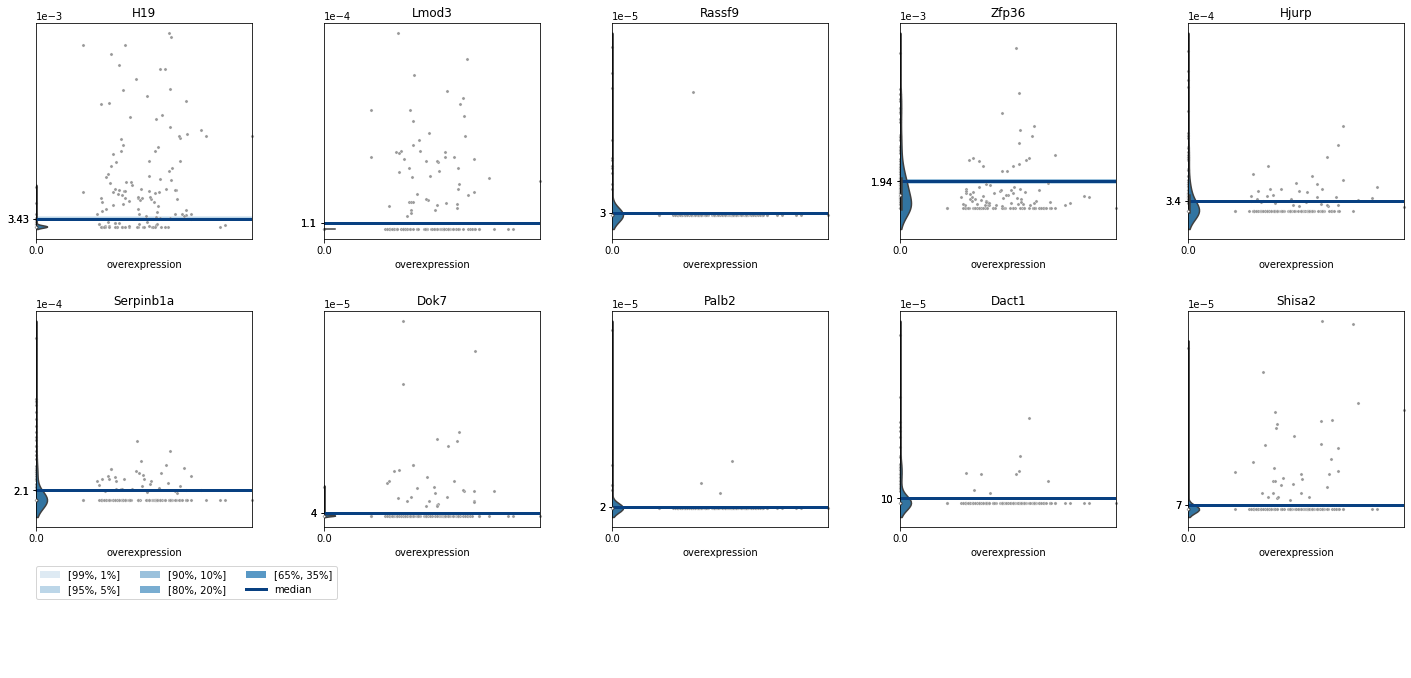 H19 Lmod3 Rassf9 Zfp36 Hjurp
1e−3 1e−4 1e−5 1e−3 1e−4
3.43 1.1 3 1.94 3.4
0.0 0.0 0.0 0.0 0.0
overexpression overexpression overexpression overexpression overexpression
Serpinb1a Dok7 Palb2 Dact1 Shisa2
1e−4 1e−5 1e−5 1e−5 1e−5
2.1 4 2 10 7
0.0 0.0 0.0 0.0 0.0
overexpression overexpression overexpression overexpression overexpression
[99%, 1%] [90%, 10%] [65%, 35%]
[95%, 5%] [80%, 20%] median